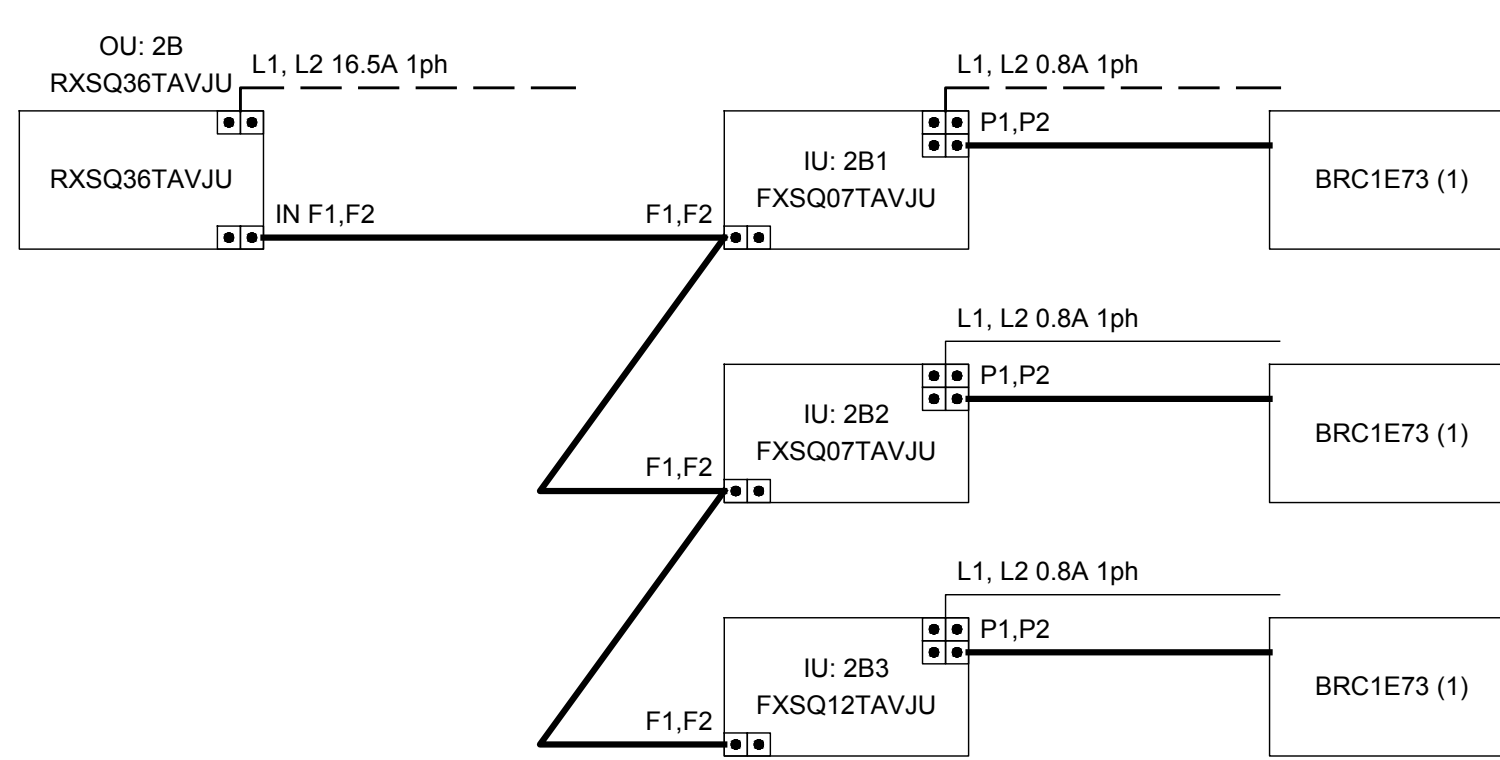 OU: 2B
RXSQ36TAVJU
L1, L2 16.5A 1ph
RXSQ36TAVJU
IN F1,F2
L1, L2 0.8A 1ph
P1,P2
IU: 2B1
FXSQ07TAVJU
F1,F2
BRC1E73 (1)
L1, L2 0.8A 1ph
P1,P2
IU: 2B2
FXSQ07TAVJU
F1,F2
BRC1E73 (1)
L1, L2 0.8A 1ph
P1,P2
IU: 2B3
FXSQ12TAVJU
F1,F2
BRC1E73 (1)